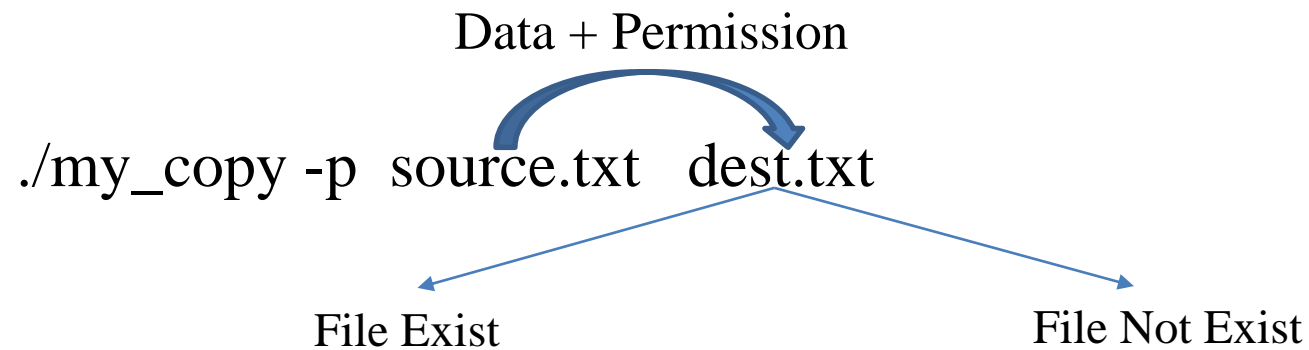 Data + Permission
./my_copy -p source.txt dest.txt
File Exist
File Not Exist